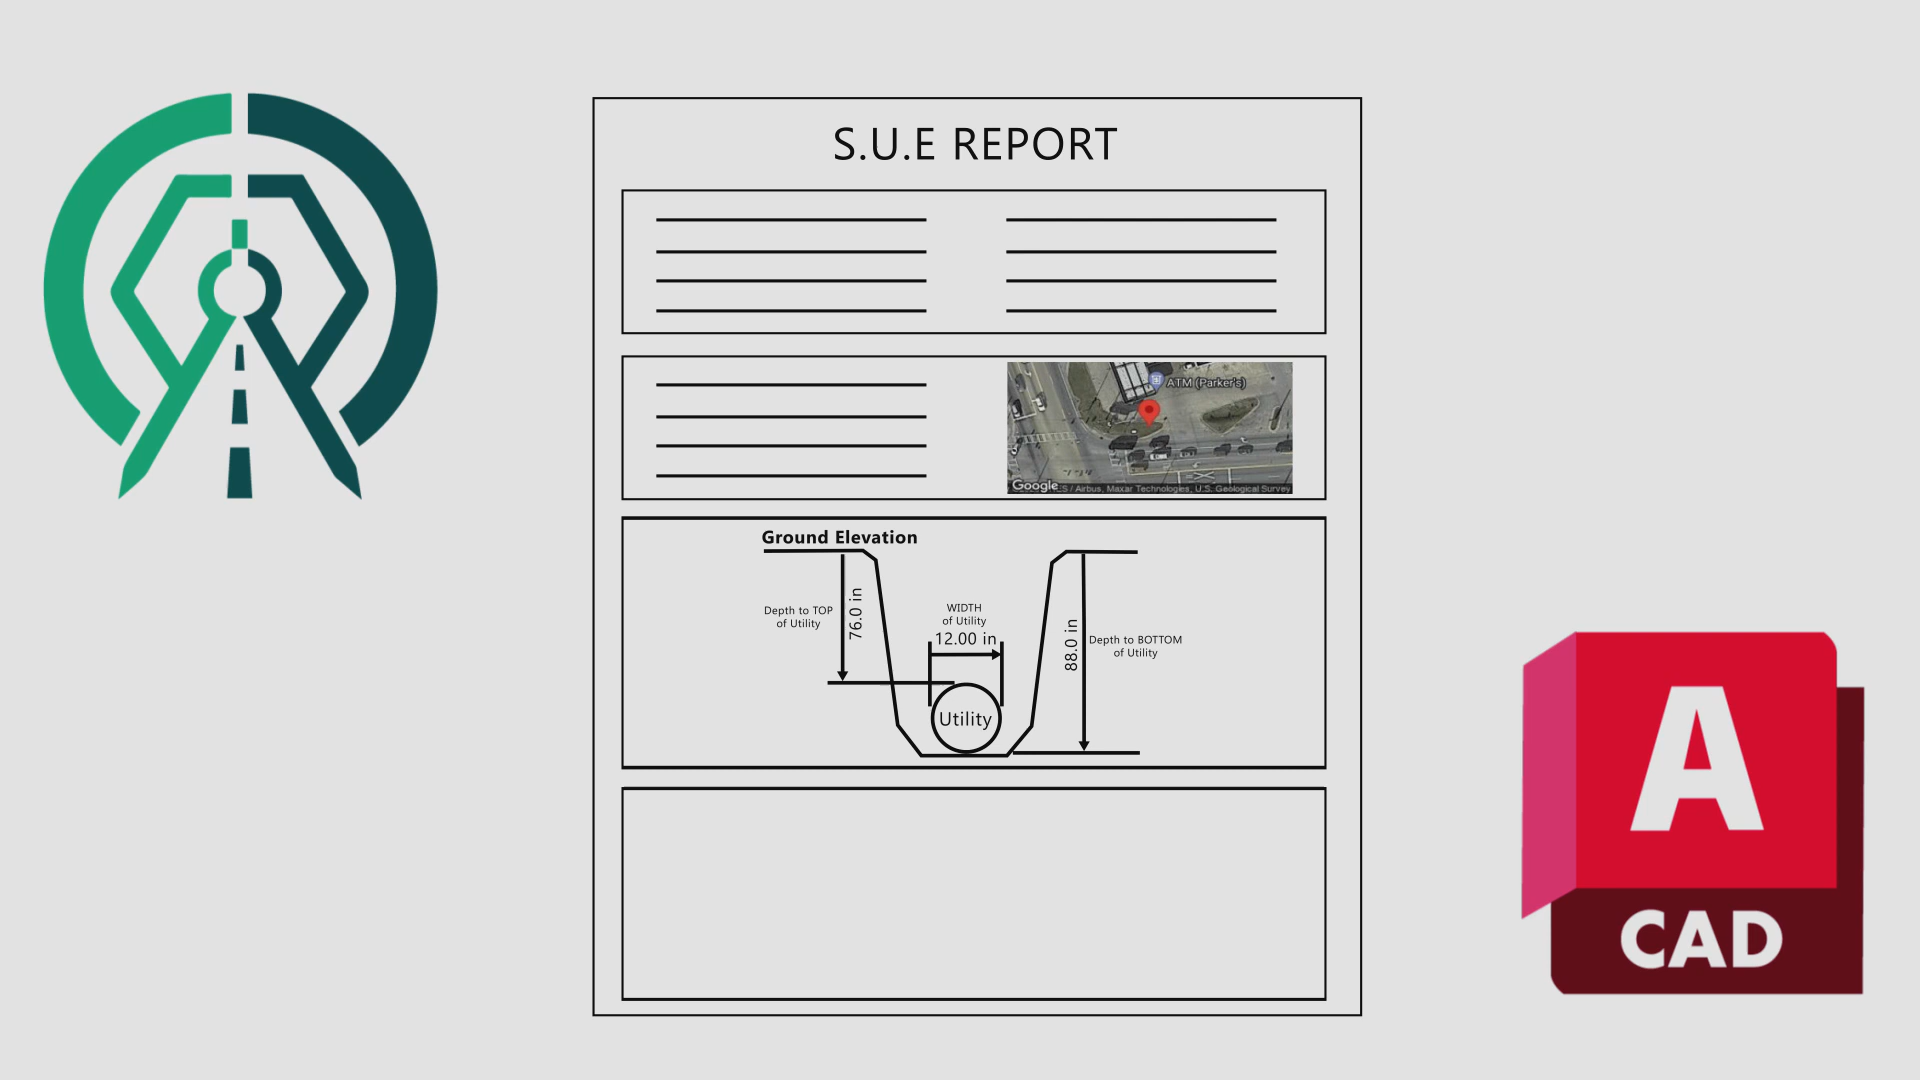 S.U.E REPORT
ATM (Parker's)
Google
S / Airbus, Maxar Technologies, U.S. Geological Survey
Ground Elevation
Depth to TOP
of Utility
76.0 in
WIDTH
of Utility
12.00 in
88.0 in
Depth to BOTTOM
of Utility
Utility
A
CAD